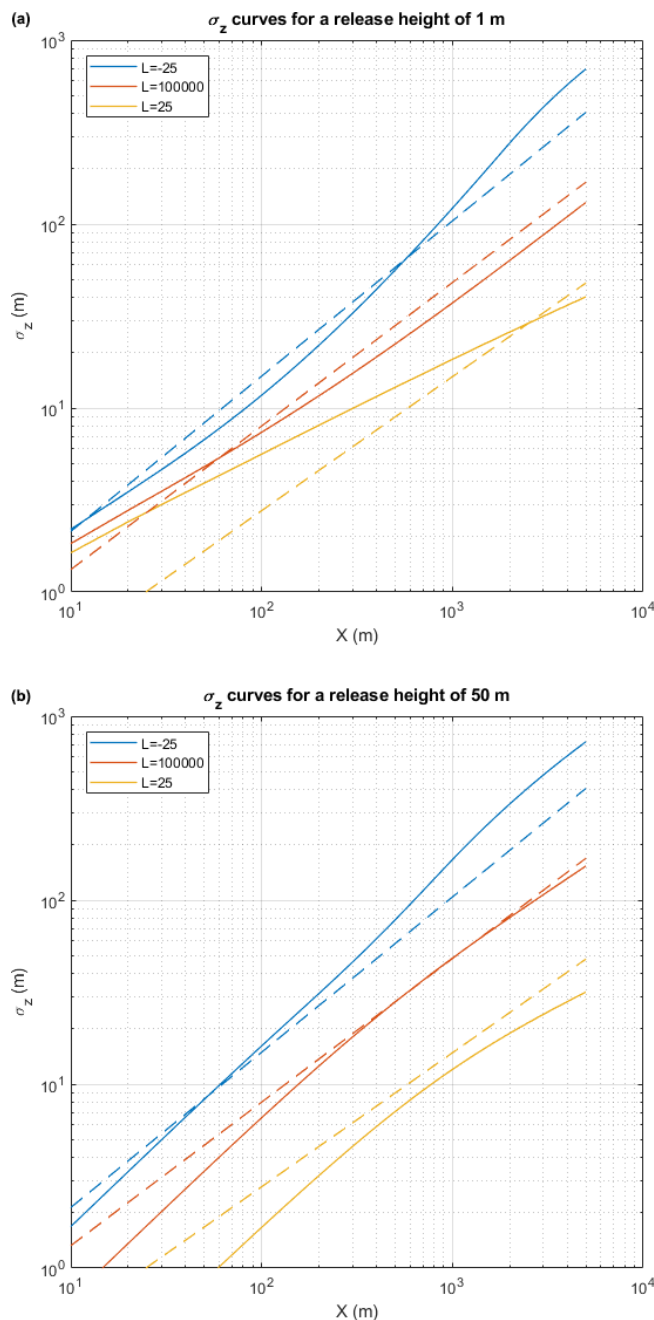 (a) σz curves for a release height of 1 m
L=-25
L=100000
L=25
10³
10²
10¹
10⁰
σz (m)
10¹ 10² 10³ 10⁴
X (m)
(b) σz curves for a release height of 50 m
L=-25
L=100000
L=25
10³
10²
10¹
10⁰
σz (m)
10¹ 10² 10³ 10⁴
X (m)